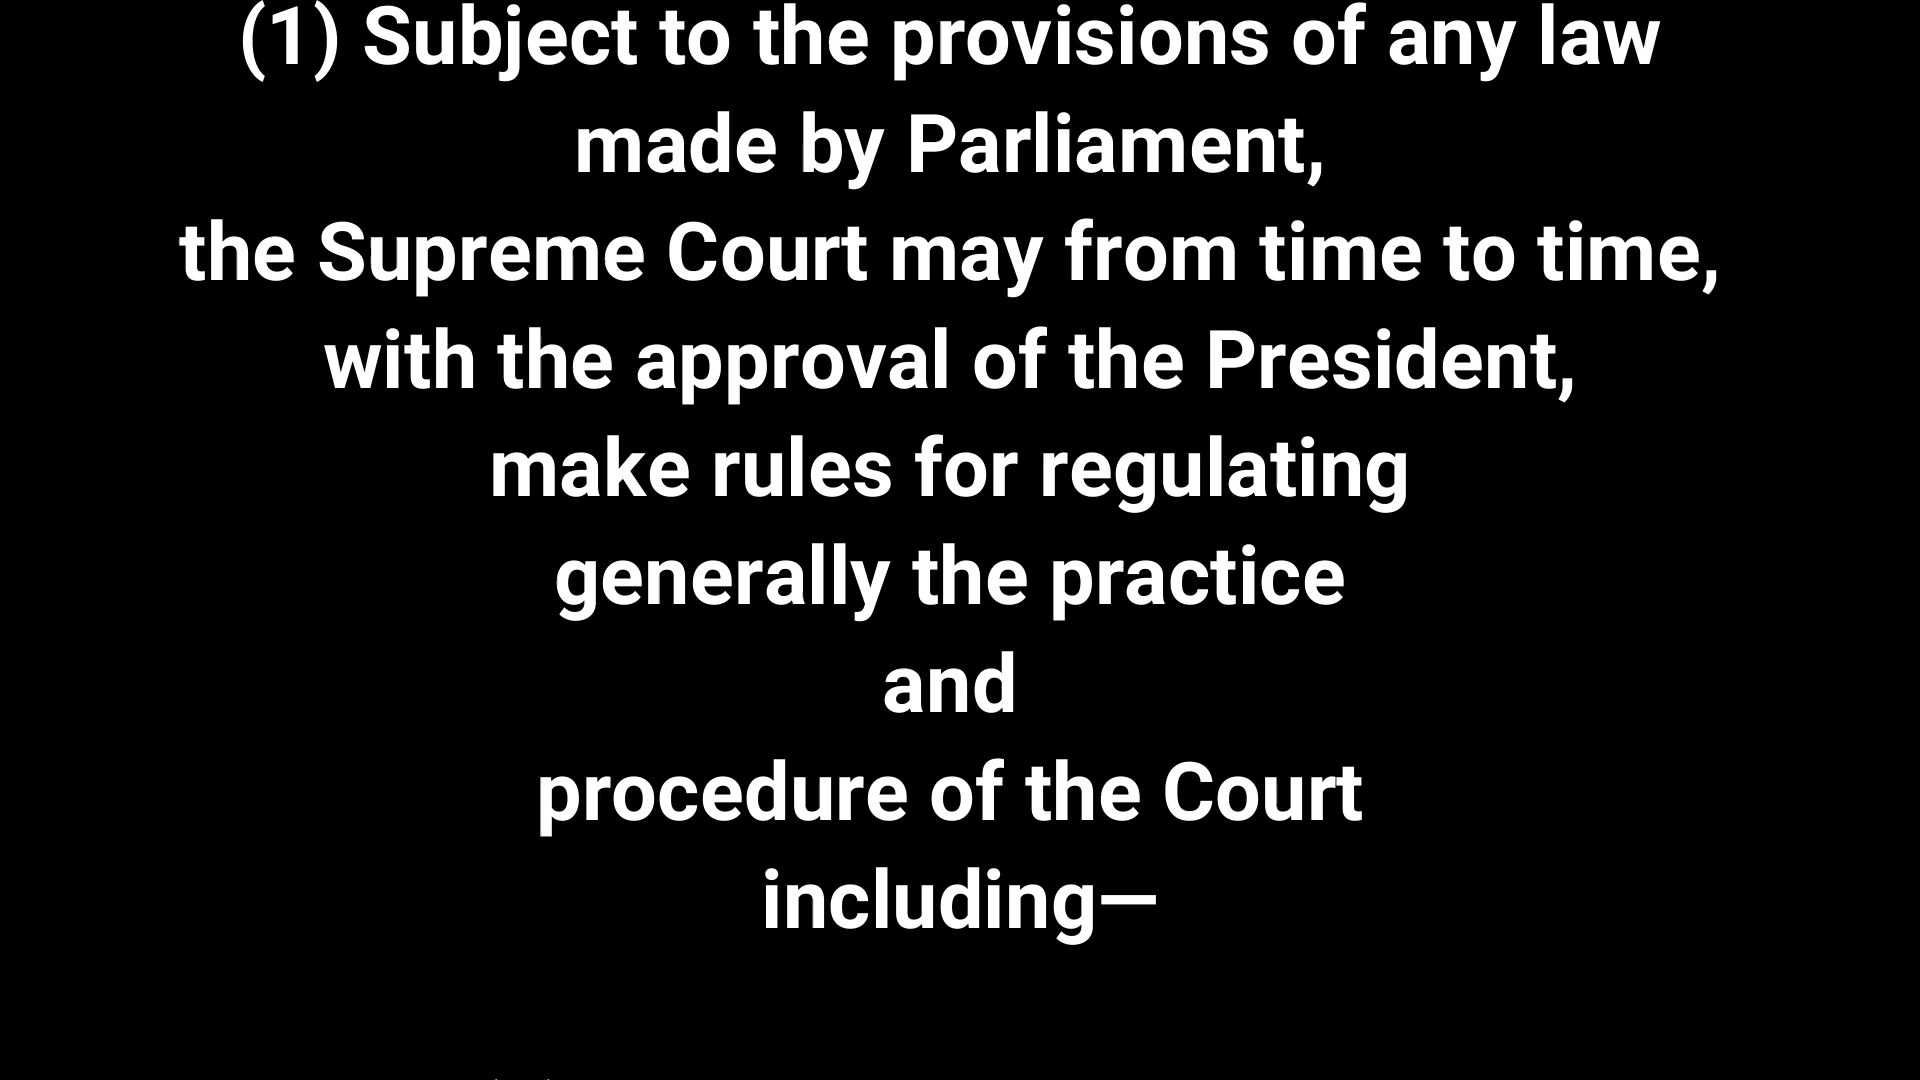 (1) Subject to the provisions of any law
made by Parliament,
the Supreme Court may from time to time,
with the approval of the President,
make rules for regulating
generally the practice
and
procedure of the Court
including—